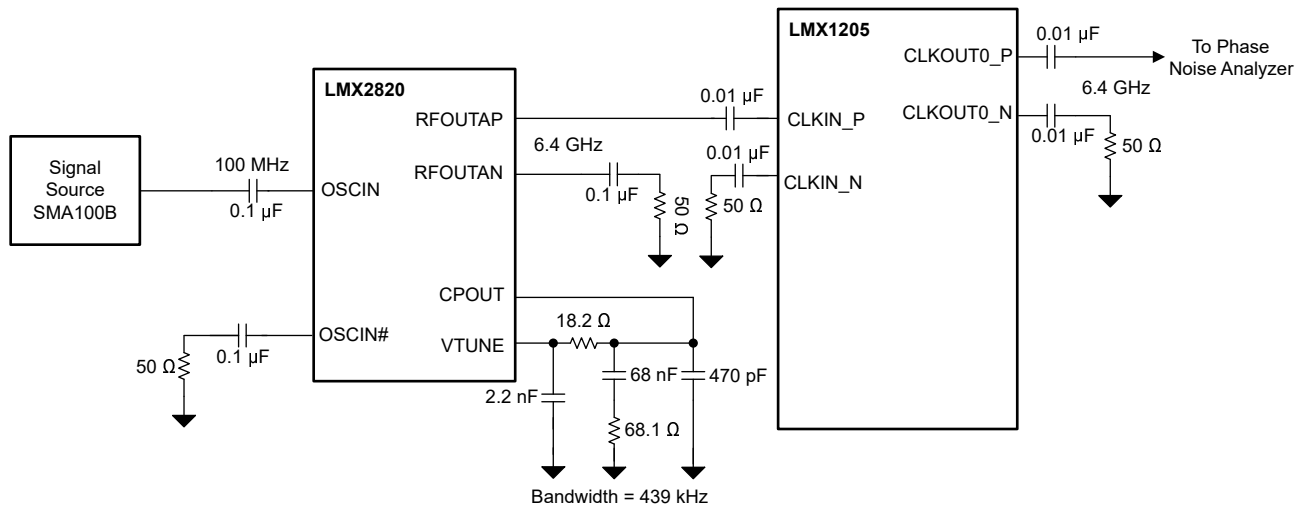 Signal
Source
SMA100B
100 MHz
0.1 µF
50 Ω
0.1 µF
LMX2820
OSCIN
OSCIN#
RFOUTAP
RFOUTAN
CPOUT
VTUNE
6.4 GHz
0.1 µF
50 Ω
18.2 Ω
2.2 nF
68 nF
68.1 Ω
470 pF
Bandwidth = 439 kHz
0.01 µF
0.01 µF
50 Ω
LMX1205
CLKIN_P
CLKIN_N
CLKOUT0_P
CLKOUT0_N
0.01 µF
6.4 GHz
0.01 µF
50 Ω
To Phase
Noise Analyzer